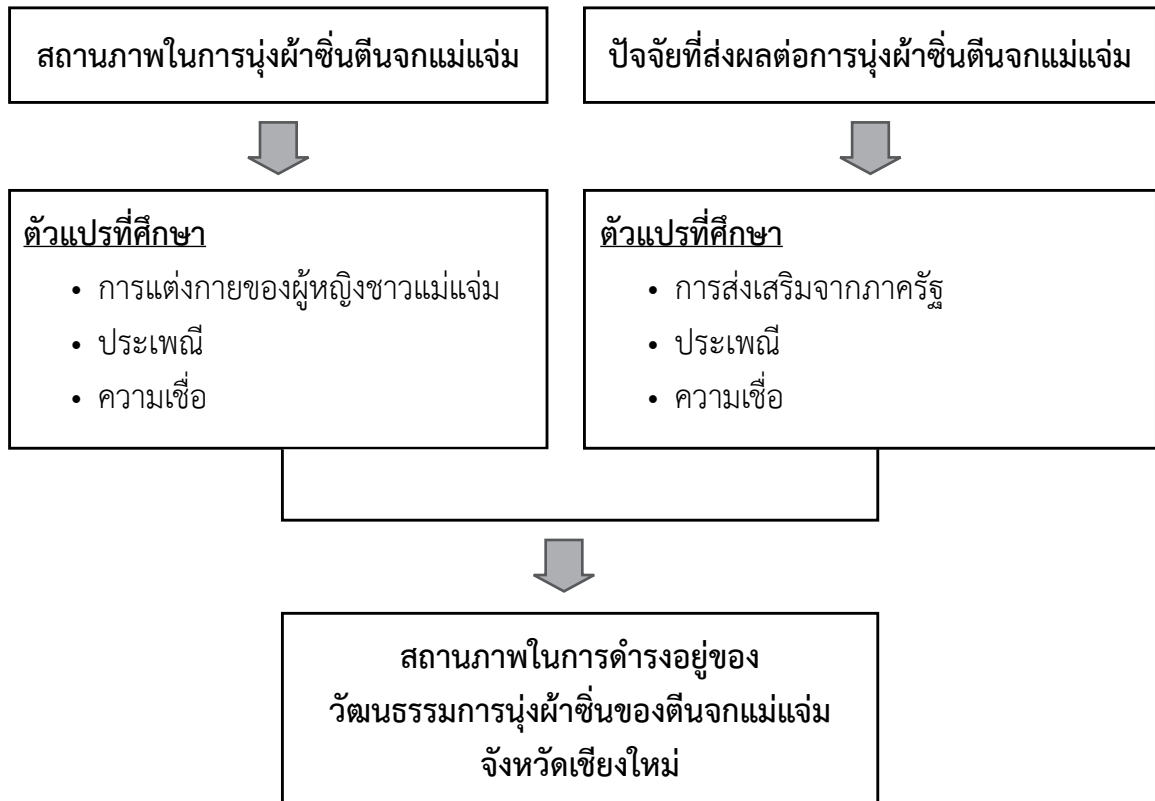 สถานภาพในการนุ่งผ้าซิ่นตีนจกแม่แจ่ม
ปัจจัยที่ส่งผลต่อการนุ่งผ้าซิ่นตีนจกแม่แจ่ม
ตัวแปรที่ศึกษา
• การแต่งกายของผู้หญิงชาวแม่แจ่ม
• ประเพณี
• ความเชื่อ
ตัวแปรที่ศึกษา
• การส่งเสริมจากภาครัฐ
• ประเพณี
• ความเชื่อ
สถานภาพในการดำรงอยู่ของ
วัฒนธรรมการนุ่งผ้าซิ่นของตีนจกแม่แจ่ม
จังหวัดเชียงใหม่